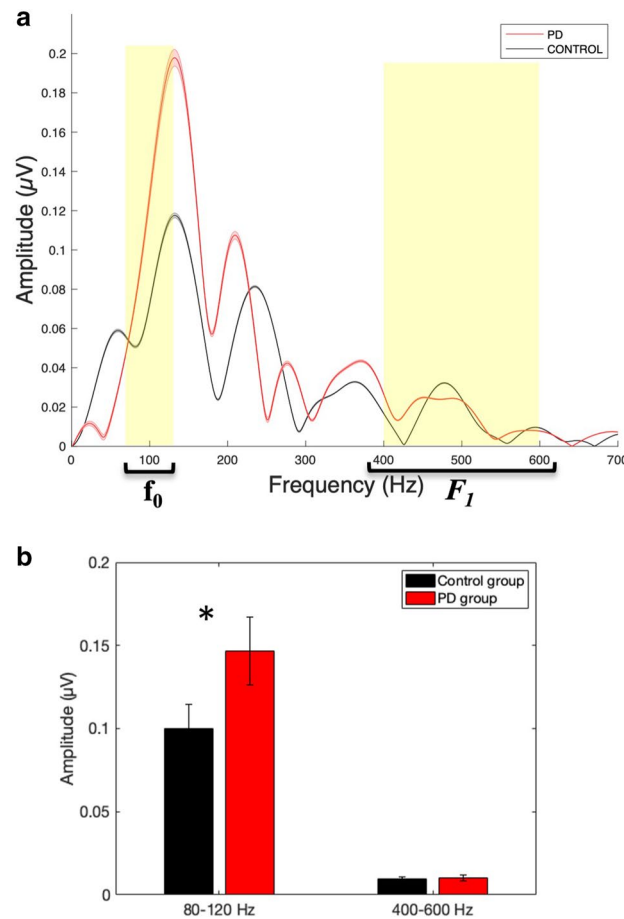 a
PD
CONTROL
Amplitude (µV)
0.2
0.18
0.16
0.14
0.12
0.1
0.08
0.06
0.04
0.02
0
0 100 200 300 400 500 600 700
f0 Frequency (Hz) F1
b
Control group
PD group
Amplitude (µV)
0.2
0.15
0.1
0.05
0
*
80-120 Hz 400-600 Hz